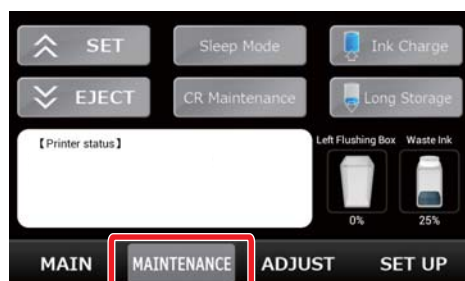 SET
Sleep Mode
Ink Charge
EJECT
CR Maintenance
Long Storage
【Printer status】
Left Flushing Box
Waste Ink
0%
25%
MAIN
MAINTENANCE
ADJUST
SET UP